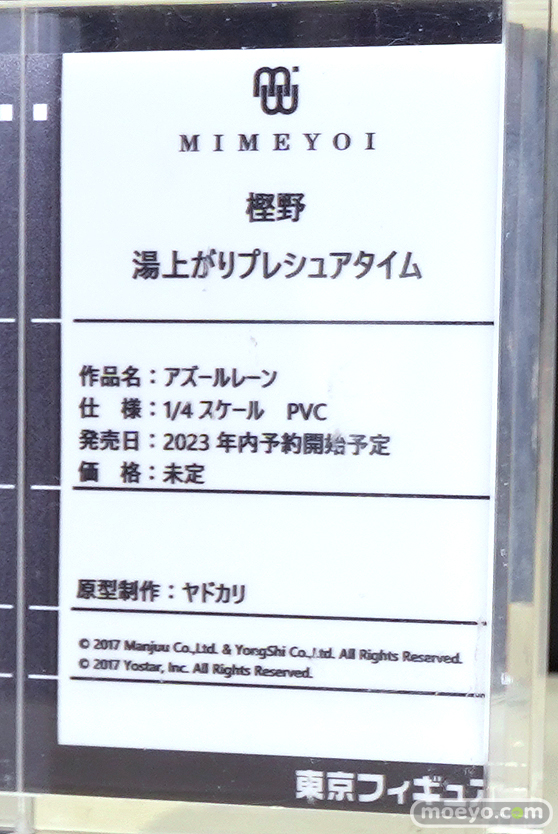 MIMEYOI
樫野
湯上がりプレシュアタイム
作品名：アズールレーン
仕　様：1/4 スケール　PVC
発売日：2023 年内予約開始予定
価　格：未定
原型制作：ヤドカリ
© 2017 Manjuu Co.,Ltd. & YongShi Co.,Ltd. All Rights Reserved.
© 2017 Yostar, Inc. All Rights Reserved.
東京フィギュア
moeyo.com